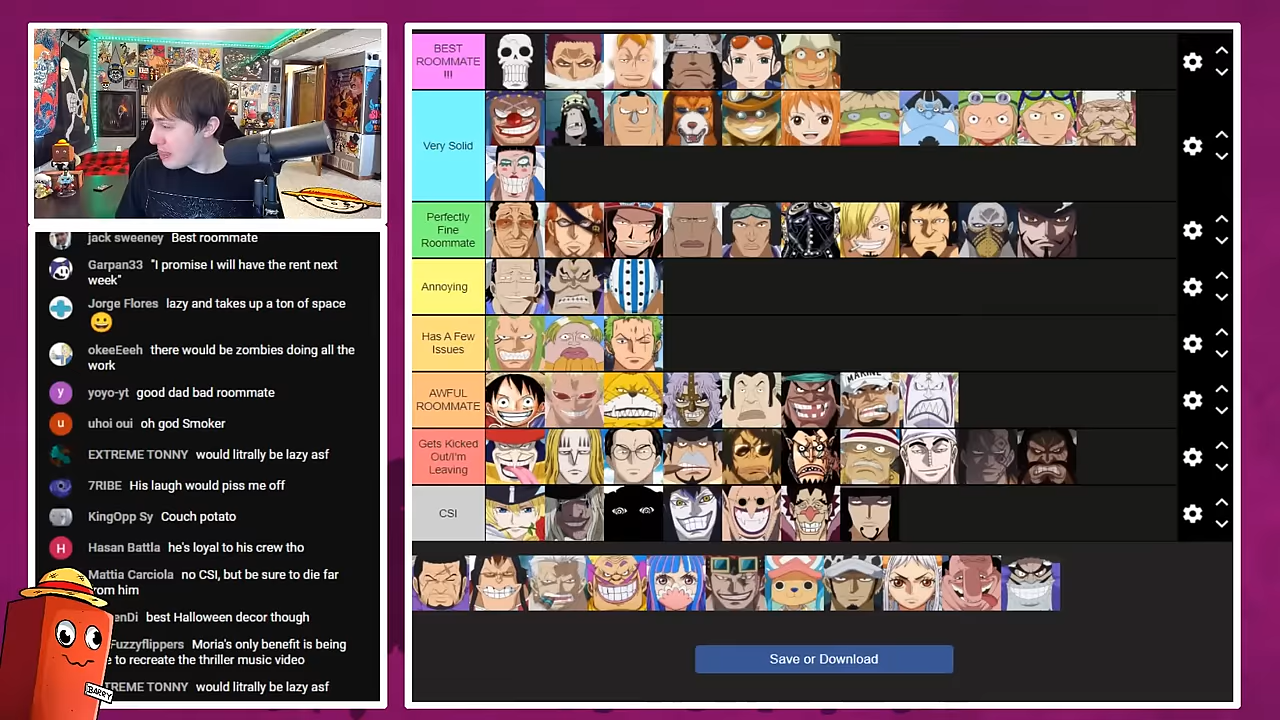 jack sweeney Best roommate
Garpan33 "I promise I will have the rent next
week"
Jorge Flores lazy and takes up a ton of space
okeeEeeh there would be zombies doing all the
work
yoyo-yt good dad bad roommate
uhoi oui oh god Smoker
EXTREME TONNY would litrally be lazy asf
7RIBE His laugh would piss me off
KingOpp Sy Couch potato
Hasan Battla he's loyal to his crew tho
Mattia Carciola no CSI, but be sure to die far
from him
enDi best Halloween decor though
Fuzzyflippers Moria's only benefit is being
to recreate the thriller music video
TREME TONNY would litrally be lazy asf
BARRY
BEST
ROOMMATE
!!!
Very Solid
Perfectly
Fine
Roommate
Annoying
Has A Few
Issues
AWFUL
ROOMMATE
MARINE
Gets Kicked
Out/I'm
Leaving
CSI
Save or Download